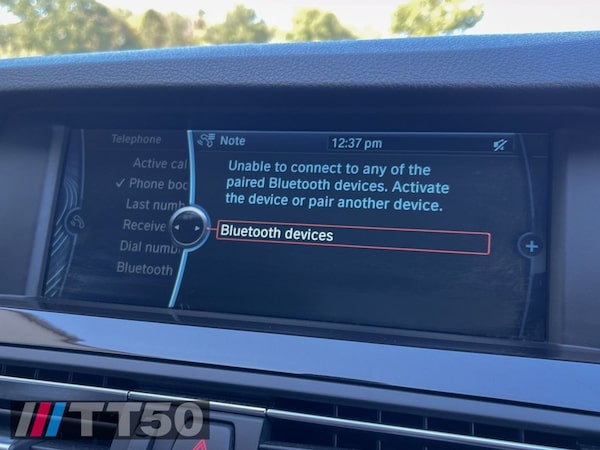 Telephone
Note
12:37 pm
Active cal
Phone boo
Last numb
Receive
Dial numb
Bluetooth
Unable to connect to any of the
paired Bluetooth devices. Activate
the device or pair another device.
Bluetooth devices
TT50